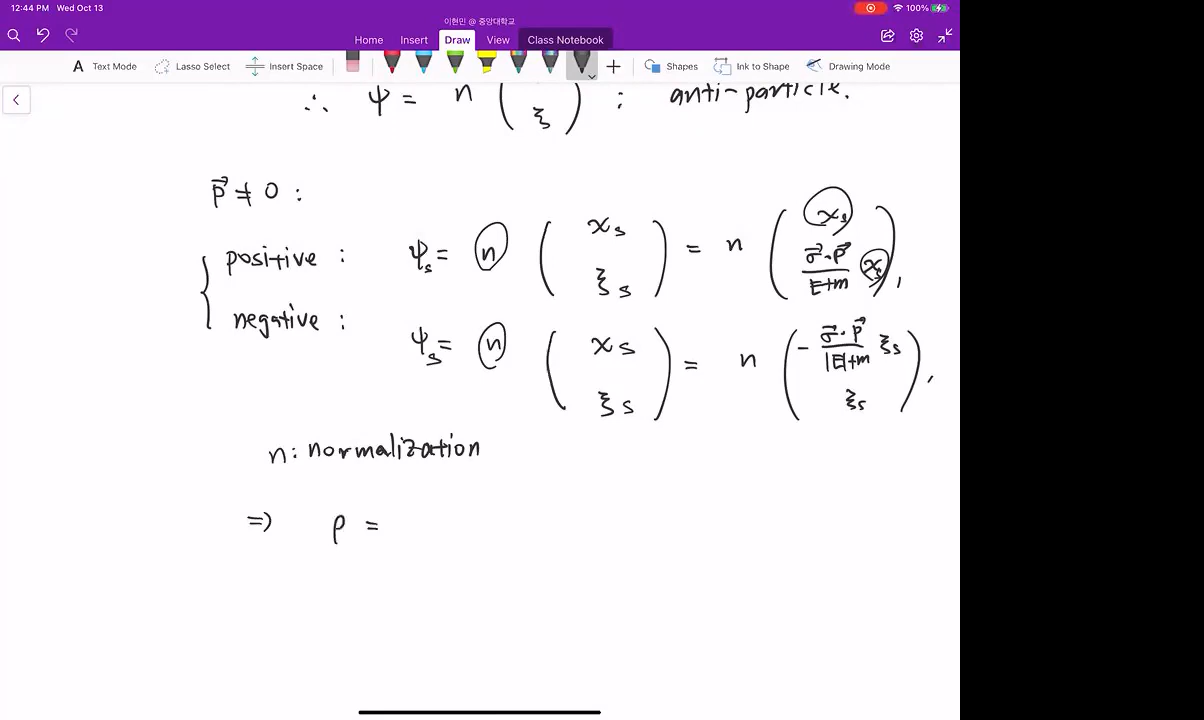 12:44 PM Wed Oct 13
100%
이현민 @ 중앙대학교
Home Insert Draw View Class Notebook
Text Mode Lasso Select Insert Space Shapes Ink to Shape Drawing Mode
∴ ψ = n ( ξ ) : anti-particle.
p⃗ ≠ 0 :
positive : ψₛ = n ( χₛ ξₛ ) = n ( χₛ σ⃗·p⃗/E+m χₛ ),
negative : ψₛ = n ( χₛ ξₛ ) = n ( - σ⃗·p⃗/|E|+m ξₛ ξₛ ),
n: normalization
⇒ ρ =